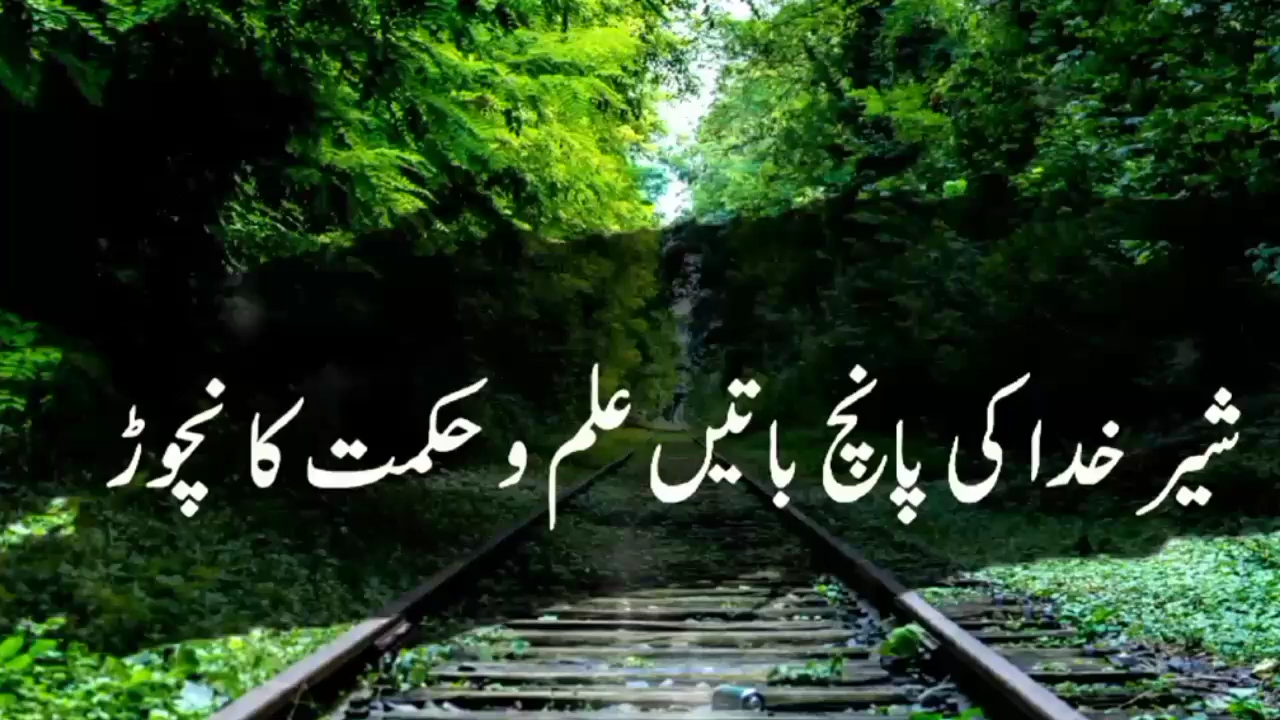 شیر خدا کی پانچ باتیں علم و حکمت کا نچوڑ